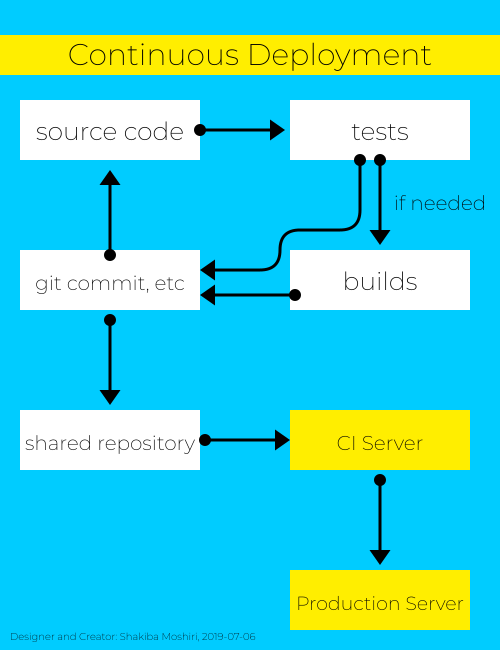 Continuous Deployment
source code
tests
if needed
git commit, etc
builds
shared repository
CI Server
Production Server
Designer and Creator: Shakiba Moshiri, 2019-07-06